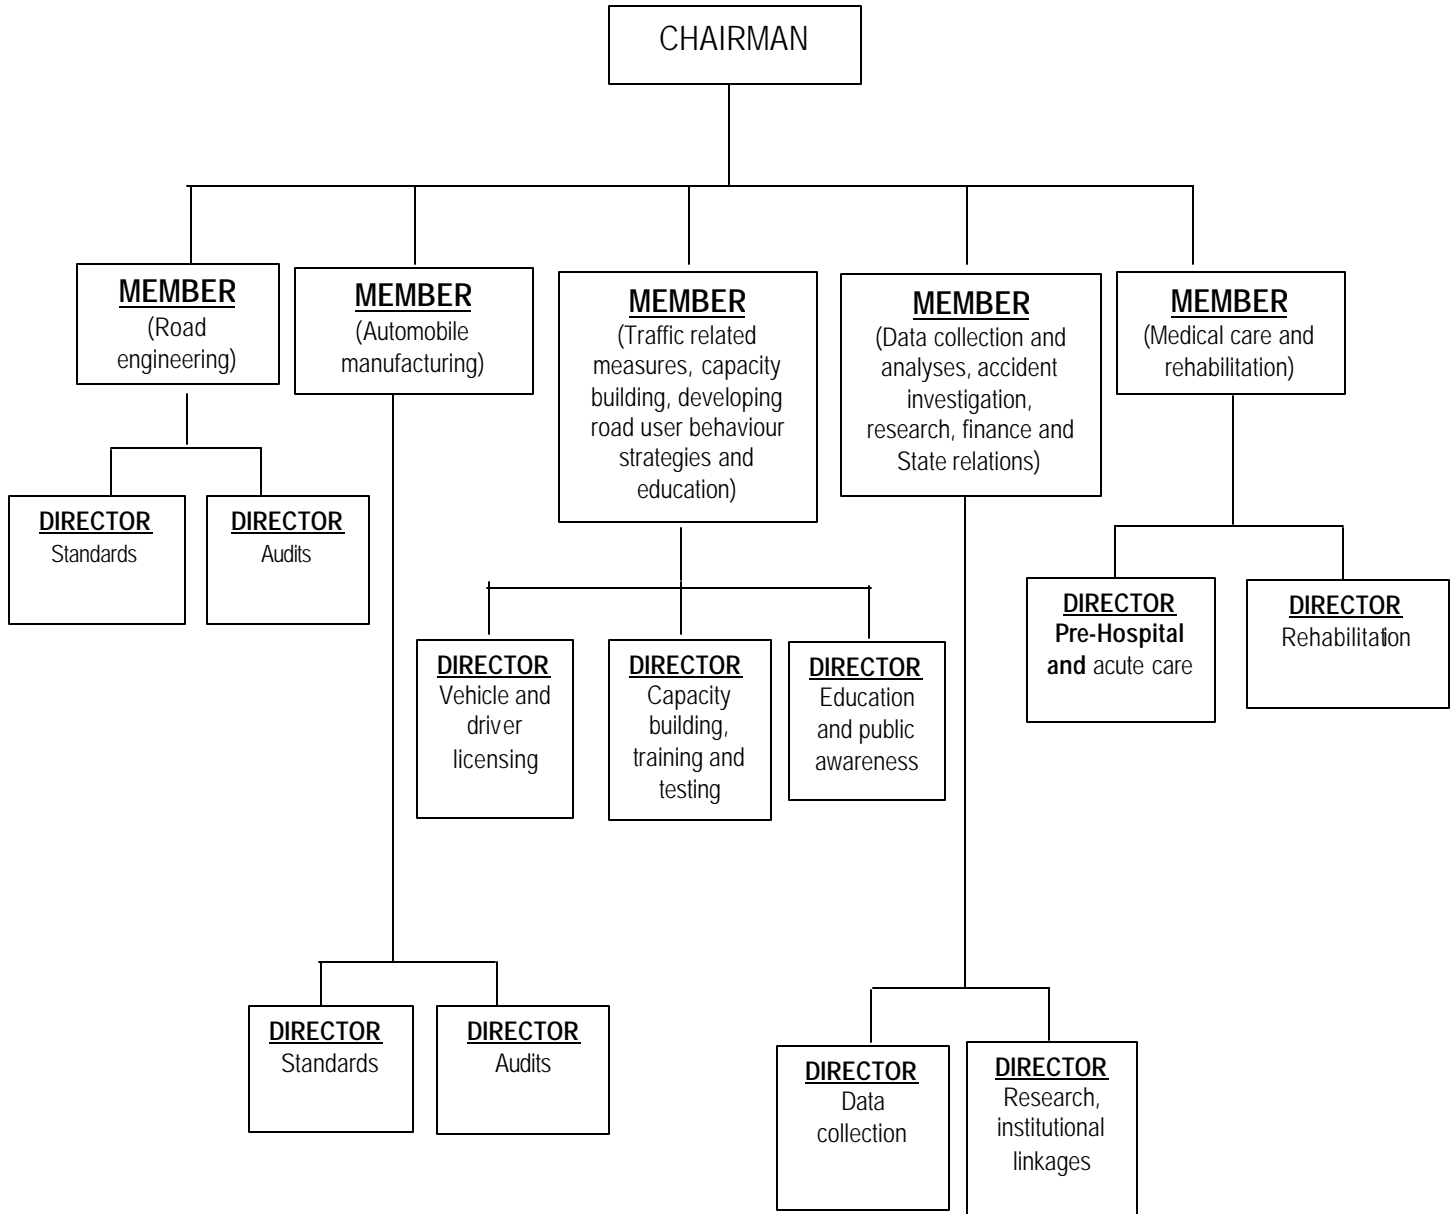 CHAIRMAN
MEMBER
(Road
engineering)
MEMBER
(Automobile
manufacturing)
MEMBER
(Traffic related
measures, capacity
building, developing
road user behaviour
strategies and
education)
MEMBER
(Data collection and
analyses, accident
investigation,
research, finance and
State relations)
MEMBER
(Medical care and
rehabilitation)
DIRECTOR
Standards
DIRECTOR
Audits
DIRECTOR
Vehicle and
driver
licensing
DIRECTOR
Capacity
building,
training and
testing
DIRECTOR
Education
and public
awareness
DIRECTOR
Pre-Hospital
and acute care
DIRECTOR
Rehabilitation
DIRECTOR
Standards
DIRECTOR
Audits
DIRECTOR
Data
collection
DIRECTOR
Research,
institutional
linkages